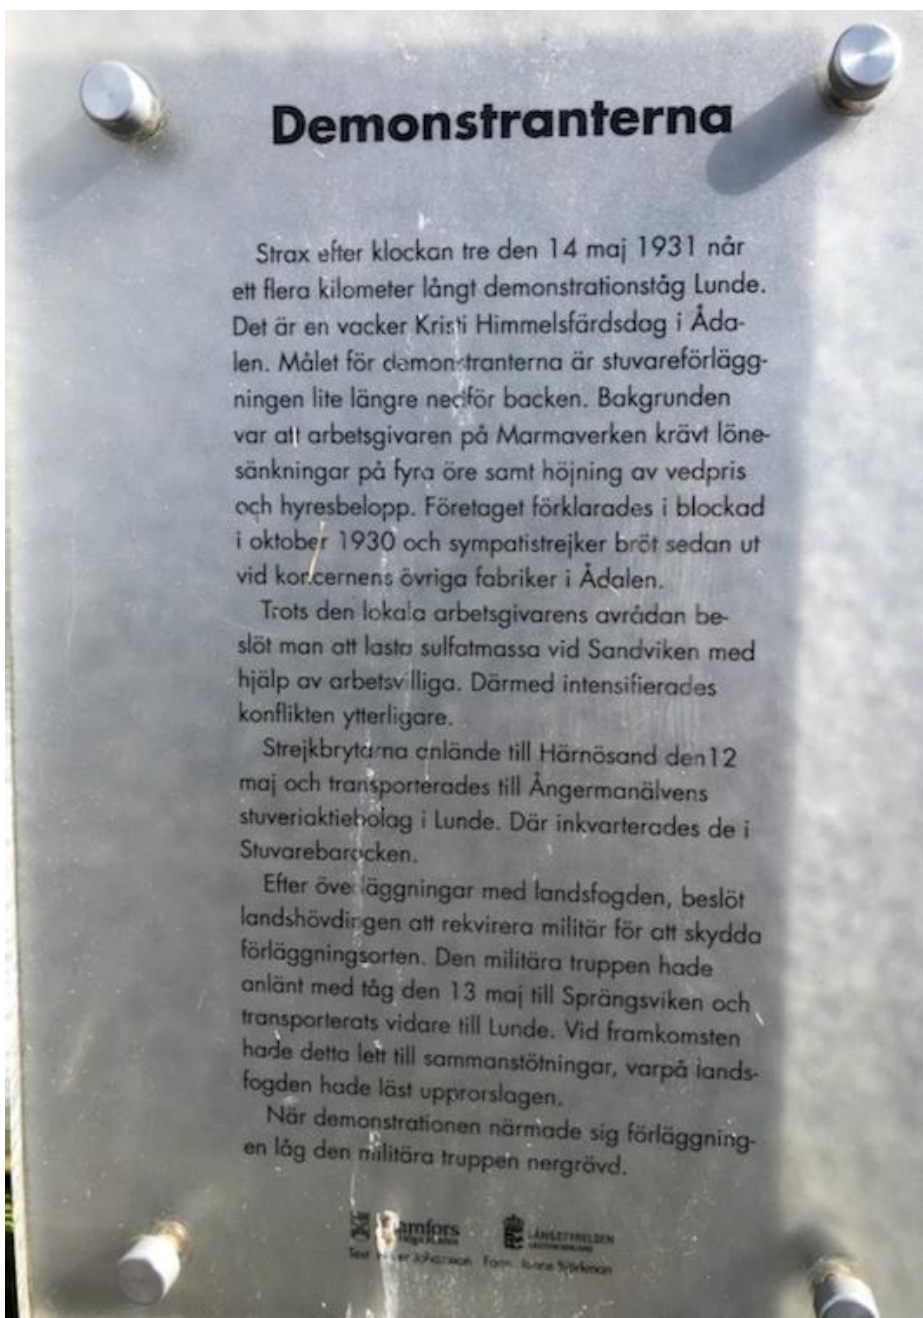 Demonstranterna
Strax efter klockan tre den 14 maj 1931 når
ett flera kilometer långt demonstrationståg Lunde.
Det är en vacker Kristi Himmelsfärdsdag i Åda-
len. Målet för demonstranterna är stuvareförlägg-
ningen lite längre nedför backen. Bakgrunden
var att arbetsgivaren på Marmaverken krävt löne-
sänkningar på fyra öre samt höjning av vedpris
och hyresbelopp. Företaget förklarades i blockad
i oktober 1930 och sympatistrejker bröt sedan ut
vid koncernens övriga fabriker i Ådalen.
Trots den lokala arbetsgivarens avrådan be-
slöt man att lasta sulfatmassa vid Sandviken med
hjälp av arbetsvilliga. Därmed intensifierades
konflikten ytterligare.
Strejkbrytarna anlände till Härnösand den12
maj och transporterades till Ångermanälvens
stuveriaktiebolag i Lunde. Där inkvarterades de i
Stuvarebaracken.
Efter överläggningar med landsfogden, beslöt
landshövdingen att rekvirera militär för att skydda
förläggningsorten. Den militära truppen hade
anlänt med tåg den 13 maj till Sprängsviken och
transporterats vidare till Lunde. Vid framkomsten
hade detta lett till sammanstötningar, varpå lands-
fogden hade läst upprorslagen.
När demonstrationen närmade sig förläggning-
en låg den militära truppen nergrävd.
amfors
LÄNSSTYRELSEN
Text Johansson Form Björkman